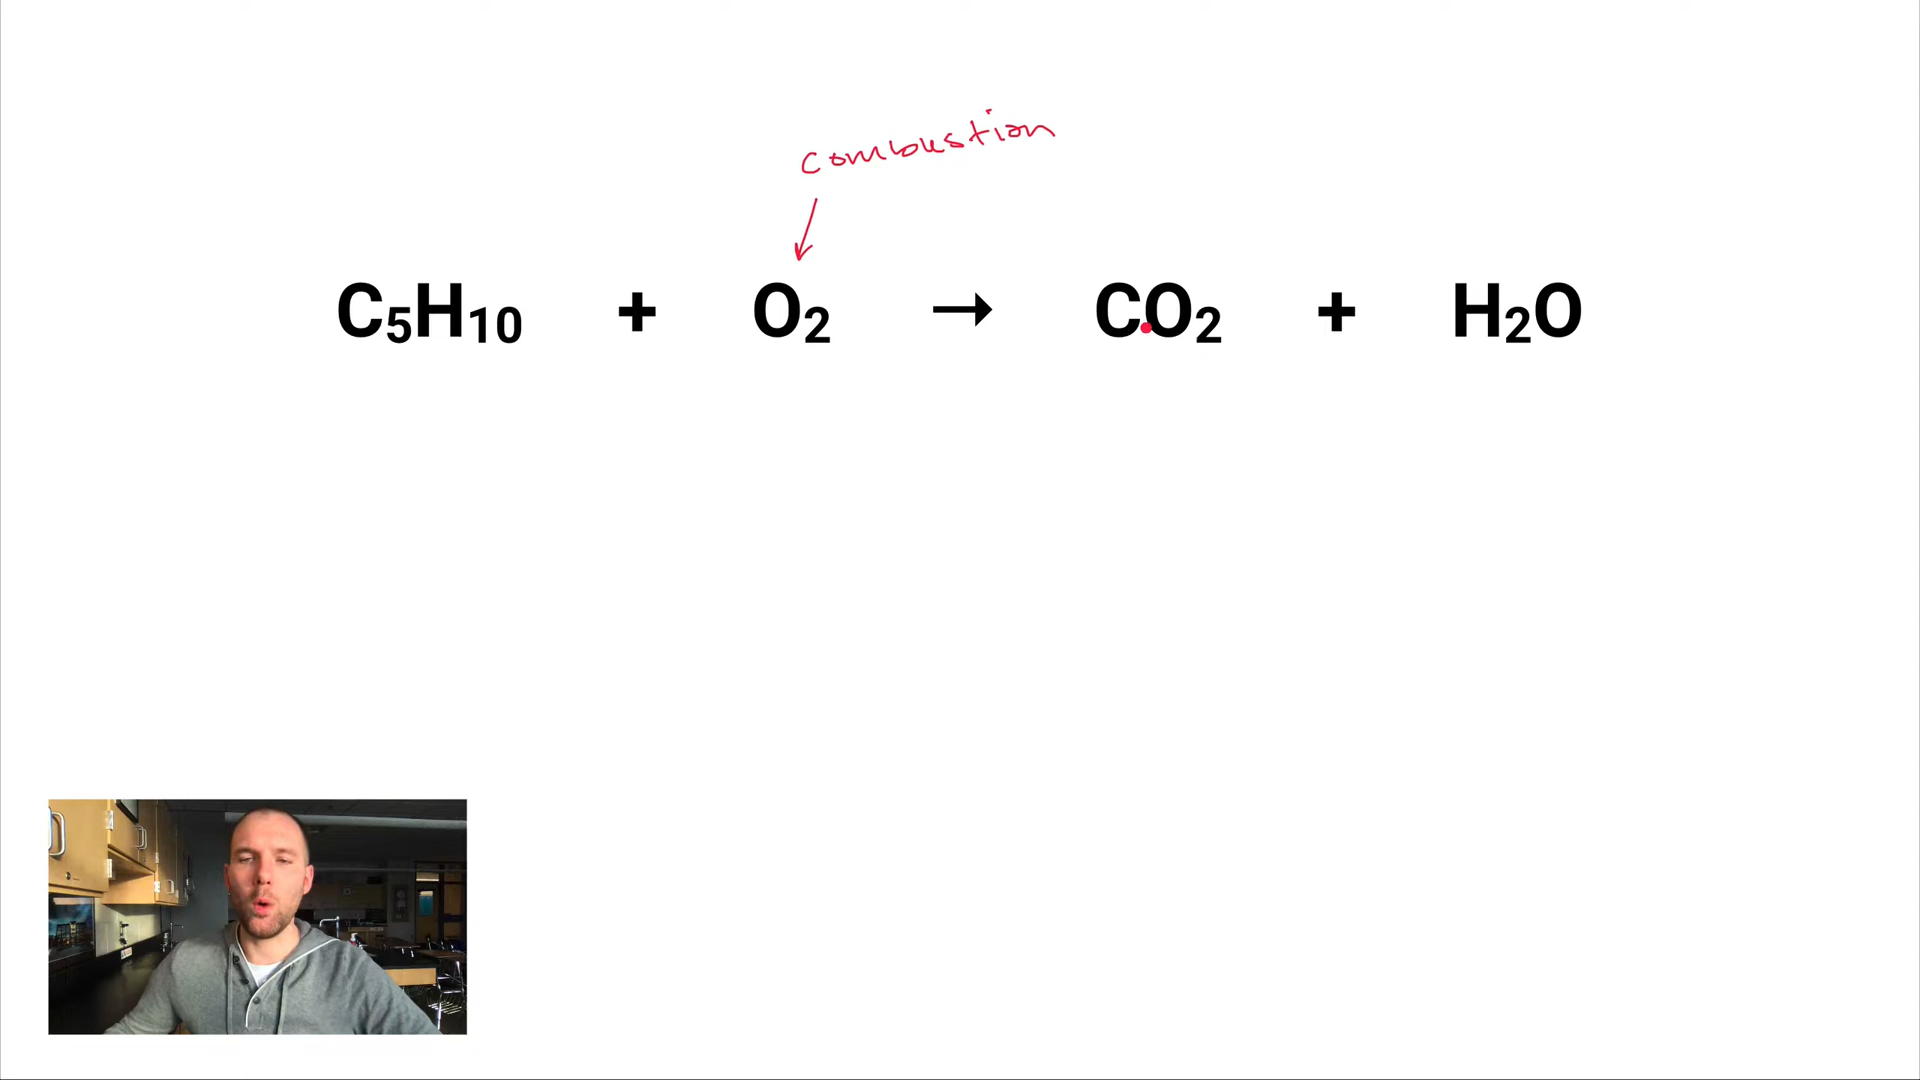 combustion
C₅H₁₀ + O₂ → CO₂ + H₂O